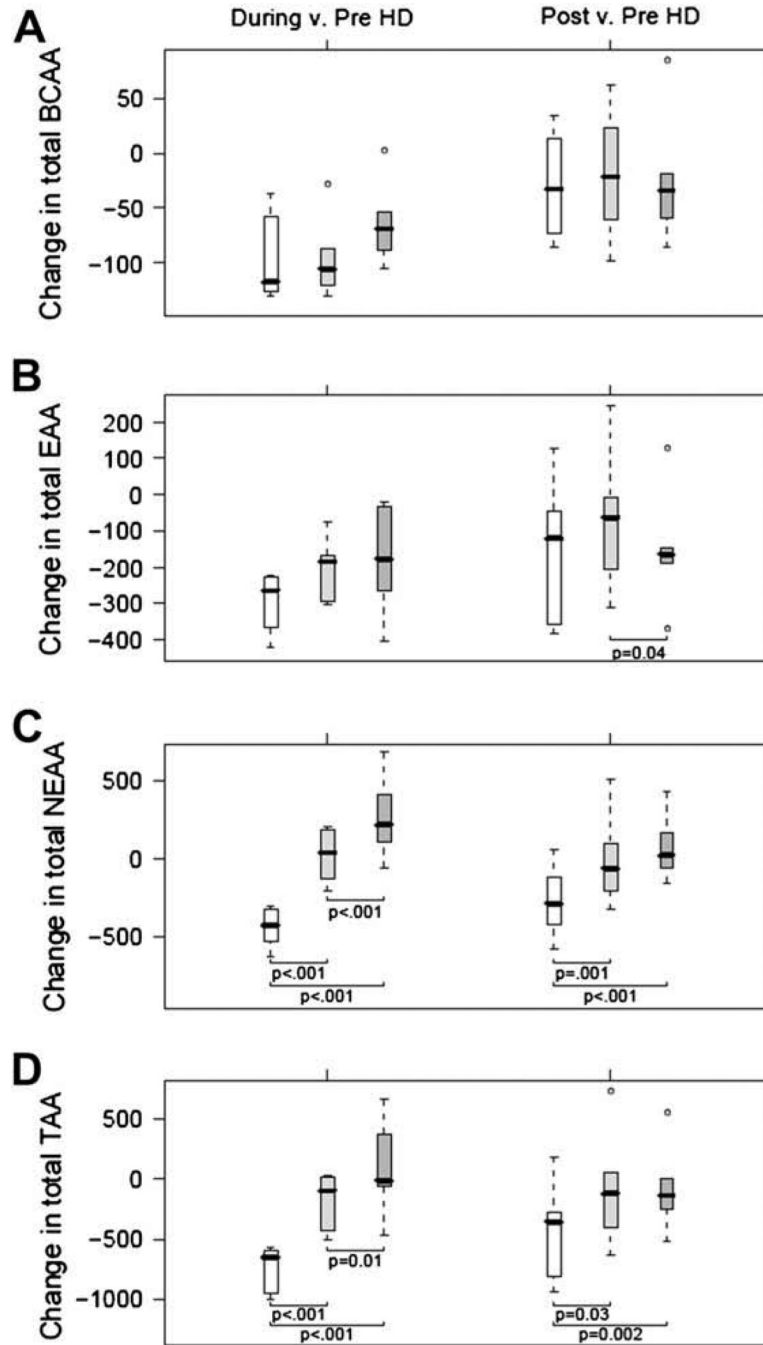 During v. Pre HD Post v. Pre HD
A
Change in total BCAA
50
0
−50
−100
B
Change in total EAA
200
100
0
−100
−200
−300
−400
p=0.04
C
Change in total NEAA
500
0
−500
p<.001
p<.001 p=.001
p<.001 p<.001
D
Change in total TAA
500
0
−500
−1000
p=0.01
p<.001 p=0.03
p<.001 p=0.002